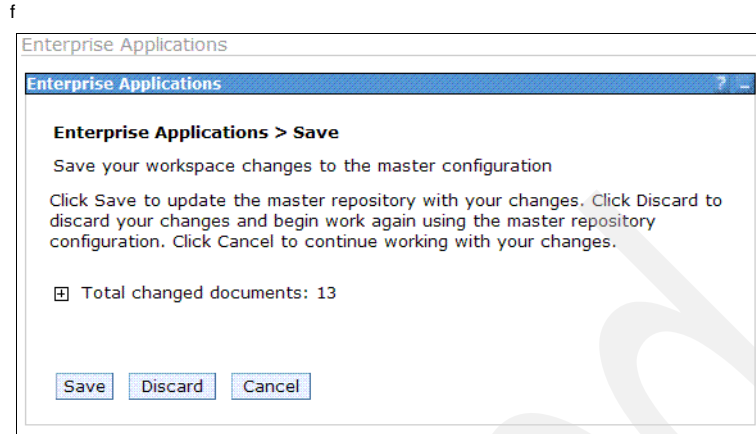 f
Enterprise Applications
Enterprise Applications ? –
Enterprise Applications > Save
Save your workspace changes to the master configuration
Click Save to update the master repository with your changes. Click Discard to
discard your changes and begin work again using the master repository
configuration. Click Cancel to continue working with your changes.
+ Total changed documents: 13
Save Discard Cancel